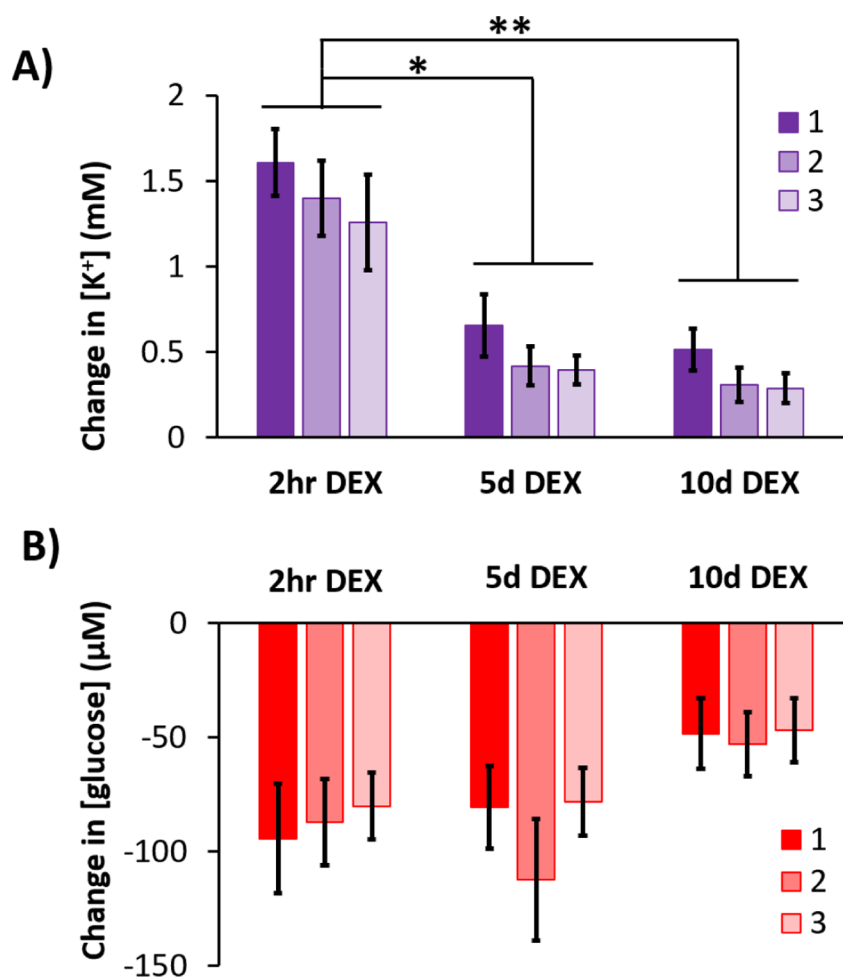 A)
**
*
Change in [K⁺] (mM)
2
1.5
1
0.5
0
1
2
3
2hr DEX 5d DEX 10d DEX
B)
2hr DEX 5d DEX 10d DEX
Change in [glucose] (µM)
0
-50
-100
-150
1
2
3